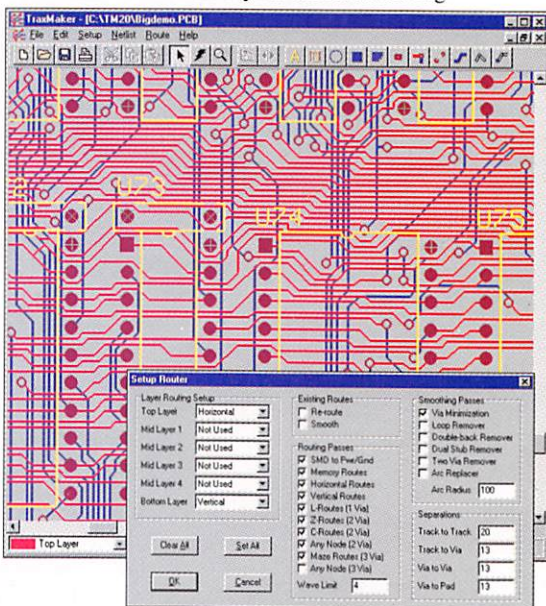 TraxMaker - [C:\TM20\Bigdemo.PCB]
File Edit Setup Netlist Route Help
2 U73 U74 U75
Setup Router
Layer Routing Setup
Top Layer Horizontal
Mid Layer 1 Not Used
Mid Layer 2 Not Used
Mid Layer 3 Not Used
Mid Layer 4 Not Used
Bottom Layer Vertical
Clear All Set All
OK Cancel
Existing Routes
Re-route
Smooth
Routing Passes
SMD to Pwr/Gnd
Memory Routes
Horizontal Routes
Vertical Routes
L-Routes (1 Via)
Z-Routes (2 Via)
C-Routes (2 Via)
Any Node (2 Via)
Maze Routes (3 Via)
Any Node (3 Via)
Wave Limit 4
Smoothing Passes
Via Minimization
Loop Remover
Double-back Remover
Dual Stub Remover
Two Via Remover
Arc Replacer
Arc Radius 100
Separations
Track to Track 20
Track to Via 13
Via to Via 13
Via to Pad 13
Top Layer